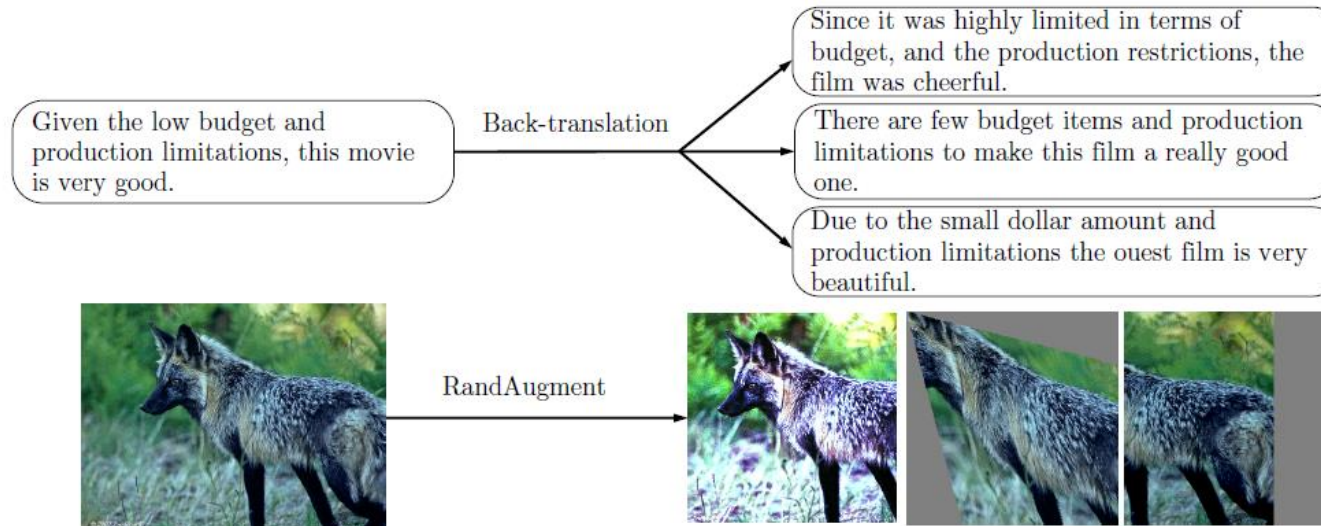 Since it was highly limited in terms of
budget, and the production restrictions, the
film was cheerful.
Given the low budget and
production limitations, this movie
is very good.
Back-translation
There are few budget items and production
limitations to make this film a really good
one.
Due to the small dollar amount and
production limitations the ouest film is very
beautiful.
RandAugment